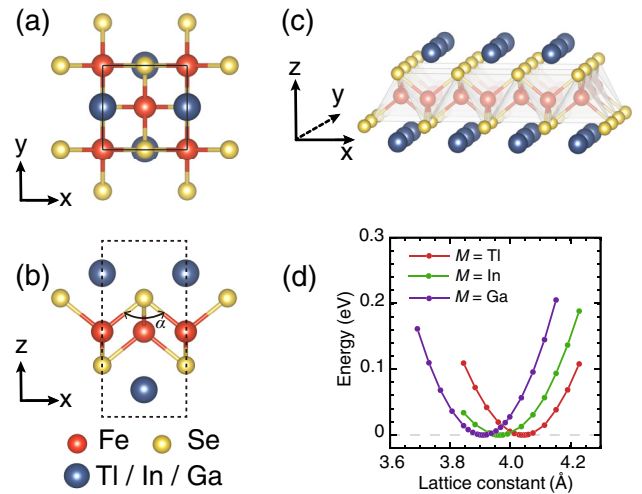 (a)
y
x
(b)
α
z
x
Fe Se
Tl / In / Ga
(c)
z
y
x
(d)
0.3
0.2
0.1
0
Energy (eV)
M = Tl
M = In
M = Ga
3.6 3.8 4.0 4.2
Lattice constant (Å)